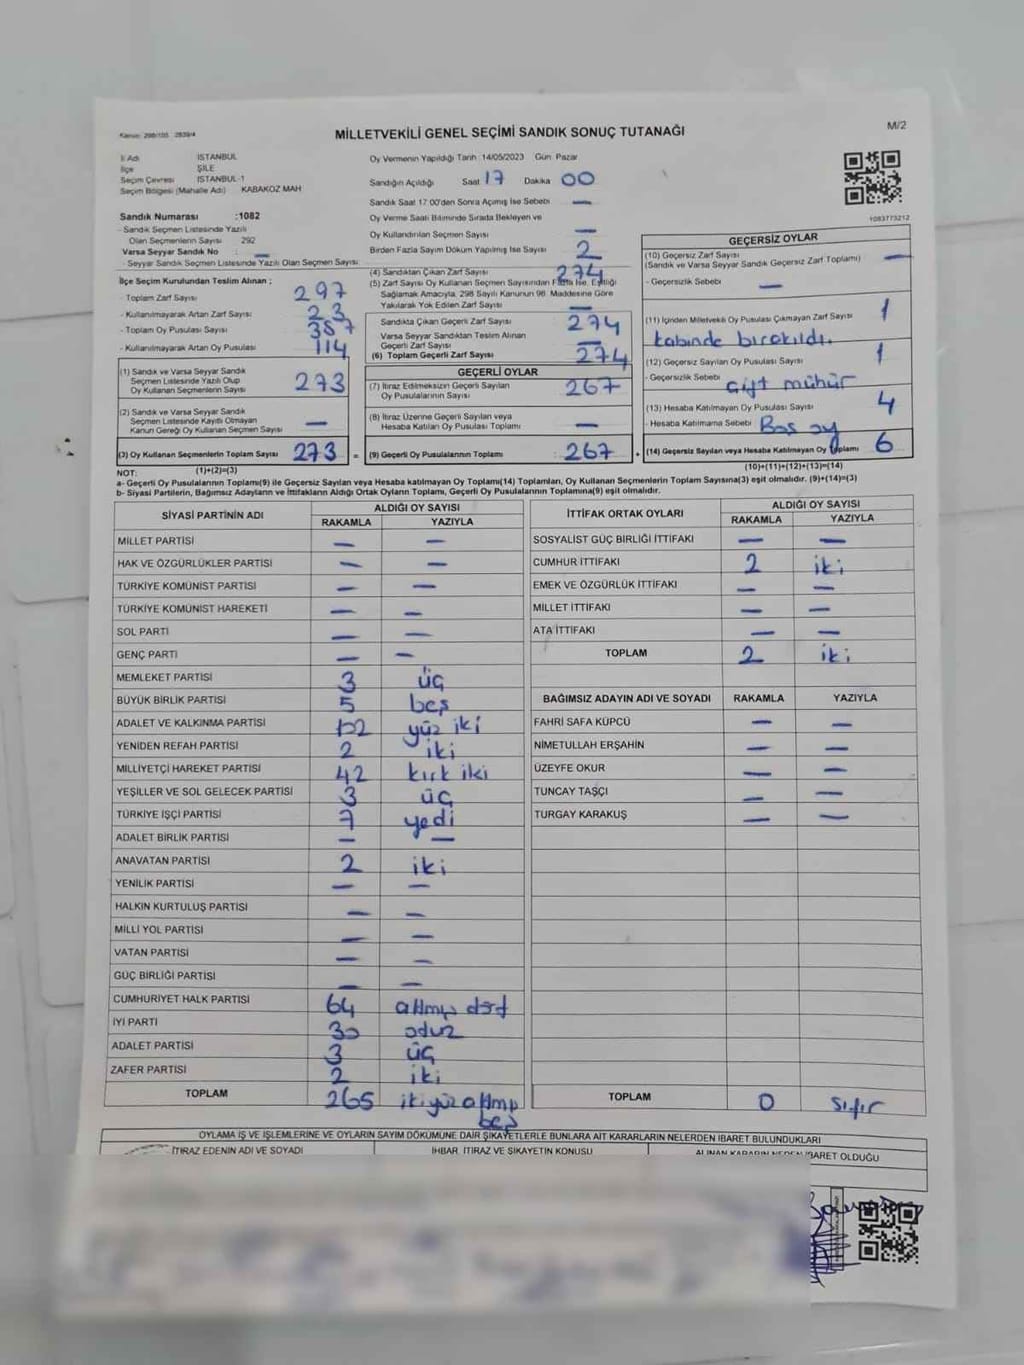 Kanun: 298/105 2839/4
MİLLETVEKİLİ GENEL SEÇİMİ SANDIK SONUÇ TUTANAĞI
M/2
İl Adı İSTANBUL
İlçe ŞİLE
Seçim Çevresi İSTANBUL-1
Seçim Bölgesi (Mahalle Adı) KABAKOZ MAH
Sandık Numarası :1082
- Sandık Seçmen Listesinde Yazılı
Olan Seçmenlerin Sayısı 292
Varsa Seyyar Sandık No : —
- Seyyar Sandık Seçmen Listesinde Yazılı Olan Seçmen Sayısı:
İlçe Seçim Kurulundan Teslim Alınan ;
- Toplam Zarf Sayısı 297
- Kullanılmayarak Artan Zarf Sayısı 23
- Toplam Oy Pusulası Sayısı 387
- Kullanılmayarak Artan Oy Pusulası 114
(1) Sandık ve Varsa Seyyar Sandık
Seçmen Listesinde Yazılı Olup
Oy Kullanan Seçmenlerin Sayısı 273
(2) Sandık ve Varsa Seyyar Sandık
Seçmen Listesinde Kayıtlı Olmayan
Kanun Gereği Oy Kullanan Seçmen Sayısı —
(3) Oy Kullanan Seçmenlerin Toplam Sayısı 273 =
(1)+(2)=(3)
Oy Vermenin Yapıldığı Tarih 14/05/2023 Gün Pazar
Sandığın Açıldığı Saat 17 Dakika 00
Sandık Saat 17:00'den Sonra Açılmış İse Sebebi —
Oy Verme Saati Bitiminde Sırada Bekleyen ve
Oy Kullandırılan Seçmen Sayısı —
Birden Fazla Sayım Döküm Yapılmış İse Sayısı 2
(4) Sandıktan Çıkan Zarf Sayısı 274
(5) Zarf Sayısı Oy Kullanan Seçmen Sayısından Fazla İse, Eşitliği
Sağlamak Amacıyla, 298 Sayılı Kanunun 98. Maddesine Göre
Yakılarak Yok Edilen Zarf Sayısı —
Sandıkta Çıkan Geçerli Zarf Sayısı 274
Varsa Seyyar Sandıktan Teslim Alınan
Geçerli Zarf Sayısı —
(6) Toplam Geçerli Zarf Sayısı 274
GEÇERLİ OYLAR
(7) İtiraz Edilmeksizin Geçerli Sayılan
Oy Pusulalarının Sayısı 267
(8) İtiraz Üzerine Geçerli Sayılan veya
Hesaba Katılan Oy Pusulası Toplamı —
(9) Geçerli Oy Pusulalarının Toplamı 267 +
1083773212
GEÇERSİZ OYLAR
(10) Geçersiz Zarf Sayısı —
(Sandık ve Varsa Seyyar Sandık Geçersiz Zarf Toplamı)
- Geçersizlik Sebebi —
(11) İçinden Milletvekili Oy Pusulası Çıkmayan Zarf Sayısı 1
kabinde bırakıldı.
(12) Geçersiz Sayılan Oy Pusulası Sayısı 1
- Geçersizlik Sebebi çift mühür
(13) Hesaba Katılmayan Oy Pusulası Sayısı 4
- Hesaba Katılmama Sebebi Boş oy
(14) Geçersiz Sayılan veya Hesaba Katılmayan Oy Toplamı 6
(10)+(11)+(12)+(13)=(14)
NOT:
a- Geçerli Oy Pusulalarının Toplamı(9) ile Geçersiz Sayılan veya Hesaba katılmayan Oy Toplamı(14) Toplamları, Oy Kullanan Seçmenlerin Toplam Sayısına(3) eşit olmalıdır. (9)+(14)=(3)
b- Siyasi Partilerin, Bağımsız Adayların ve İttifakların Aldığı Ortak Oyların Toplamı, Geçerli Oy Pusulalarının Toplamına(9) eşit olmalıdır.
SİYASİ PARTİNİN ADI ALDIĞI OY SAYISI
RAKAMLA YAZIYLA
MİLLET PARTİSİ — —
HAK VE ÖZGÜRLÜKLER PARTİSİ — —
TÜRKİYE KOMÜNİST PARTİSİ — —
TÜRKİYE KOMÜNİST HAREKETİ — —
SOL PARTİ — —
GENÇ PARTİ — —
MEMLEKET PARTİSİ 3 üç
BÜYÜK BİRLİK PARTİSİ 5 beş
ADALET VE KALKINMA PARTİSİ 102 yüz iki
YENİDEN REFAH PARTİSİ 2 iki
MİLLİYETÇİ HAREKET PARTİSİ 42 kırk iki
YEŞİLLER VE SOL GELECEK PARTİSİ 3 üç
TÜRKİYE İŞÇİ PARTİSİ 7 yedi
ADALET BİRLİK PARTİSİ — —
ANAVATAN PARTİSİ 2 iki
YENİLİK PARTİSİ — —
HALKIN KURTULUŞ PARTİSİ — —
MİLLİ YOL PARTİSİ — —
VATAN PARTİSİ — —
GÜÇ BİRLİĞİ PARTİSİ — —
CUMHURİYET HALK PARTİSİ 64 altmış dört
İYİ PARTİ 30 otuz
ADALET PARTİSİ 3 üç
ZAFER PARTİSİ 2 iki
TOPLAM 265 ikiyüz altmış
beş
İTTİFAK ORTAK OYLARI ALDIĞI OY SAYISI
RAKAMLA YAZIYLA
SOSYALİST GÜÇ BİRLİĞİ İTTİFAKI — —
CUMHUR İTTİFAKI 2 iki
EMEK VE ÖZGÜRLÜK İTTİFAKI — —
MİLLET İTTİFAKI — —
ATA İTTİFAKI — —
TOPLAM 2 iki
BAĞIMSIZ ADAYIN ADI VE SOYADI RAKAMLA YAZIYLA
FAHRİ SAFA KÜPCÜ — —
NİMETULLAH ERŞAHİN — —
ÜZEYFE OKUR — —
TUNCAY TAŞÇI — —
TURGAY KARAKUŞ — —
TOPLAM 0 sıfır
OYLAMA İŞ VE İŞLEMLERİNE VE OYLARIN SAYIM DÖKÜMÜNE DAİR ŞİKAYETLERLE BUNLARA AİT KARARLARIN NELERDEN İBARET BULUNDUKLARI
İTİRAZ EDENİN ADI VE SOYADI İHBAR, İTİRAZ VE ŞİKAYETİN KONUSU ALINAN KARARIN NEDEN İBARET OLDUĞU